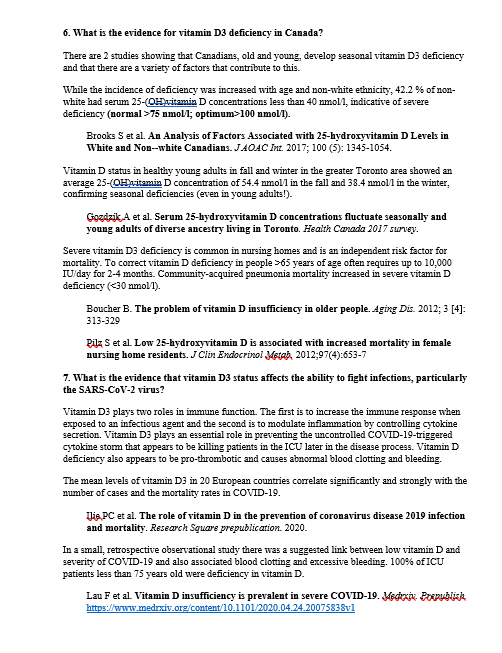 6. What is the evidence for vitamin D3 deficiency in Canada?
There are 2 studies showing that Canadians, old and young, develop seasonal vitamin D3 deficiency
and that there are a variety of factors that contribute to this.
While the incidence of deficiency was increased with age and non-white ethnicity, 42.2 % of non-
white had serum 25-(OH)vitamin D concentrations less than 40 nmol/l, indicative of severe
deficiency (normal >75 nmol/l; optimum>100 nmol/l).
Brooks S et al. An Analysis of Factors Associated with 25-hydroxyvitamin D Levels in
White and Non--white Canadians. J AOAC Int. 2017; 100 (5): 1345-1054.
Vitamin D status in healthy young adults in fall and winter in the greater Toronto area showed an
average 25-(OH)vitamin D concentration of 54.4 nmol/l in the fall and 38.4 nmol/l in the winter,
confirming seasonal deficiencies (even in young adults!).
Gozdzik A et al. Serum 25-hydroxyvitamin D concentrations fluctuate seasonally and
young adults of diverse ancestry living in Toronto. Health Canada 2017 survey.
Severe vitamin D3 deficiency is common in nursing homes and is an independent risk factor for
mortality. To correct vitamin D deficiency in people >65 years of age often requires up to 10,000
IU/day for 2-4 months. Community-acquired pneumonia mortality increased in severe vitamin D
deficiency (<30 nmol/l).
Boucher B. The problem of vitamin D insufficiency in older people. Aging Dis. 2012; 3 [4]:
313-329
Pilz S et al. Low 25-hydroxyvitamin D is associated with increased mortality in female
nursing home residents. J Clin Endocrinol Metab. 2012;97(4):653-7
7. What is the evidence that vitamin D3 status affects the ability to fight infections, particularly
the SARS-CoV-2 virus?
Vitamin D3 plays two roles in immune function. The first is to increase the immune response when
exposed to an infectious agent and the second is to modulate inflammation by controlling cytokine
secretion. Vitamin D3 plays an essential role in preventing the uncontrolled COVID-19-triggered
cytokine storm that appears to be killing patients in the ICU later in the disease process. Vitamin D
deficiency also appears to be pro-thrombotic and causes abnormal blood clotting and bleeding.
The mean levels of vitamin D3 in 20 European countries correlate significantly and strongly with the
number of cases and the mortality rates in COVID-19.
Ilie PC et al. The role of vitamin D in the prevention of coronavirus disease 2019 infection
and mortality. Research Square prepublication. 2020.
In a small, retrospective observational study there was a suggested link between low vitamin D and
severity of COVID-19 and also associated blood clotting and excessive bleeding. 100% of ICU
patients less than 75 years old were deficiency in vitamin D.
Lau F et al. Vitamin D insufficiency is prevalent in severe COVID-19. Medrxiv. Prepublish.
https://www.medrxiv.org/content/10.1101/2020.04.24.20075838v1